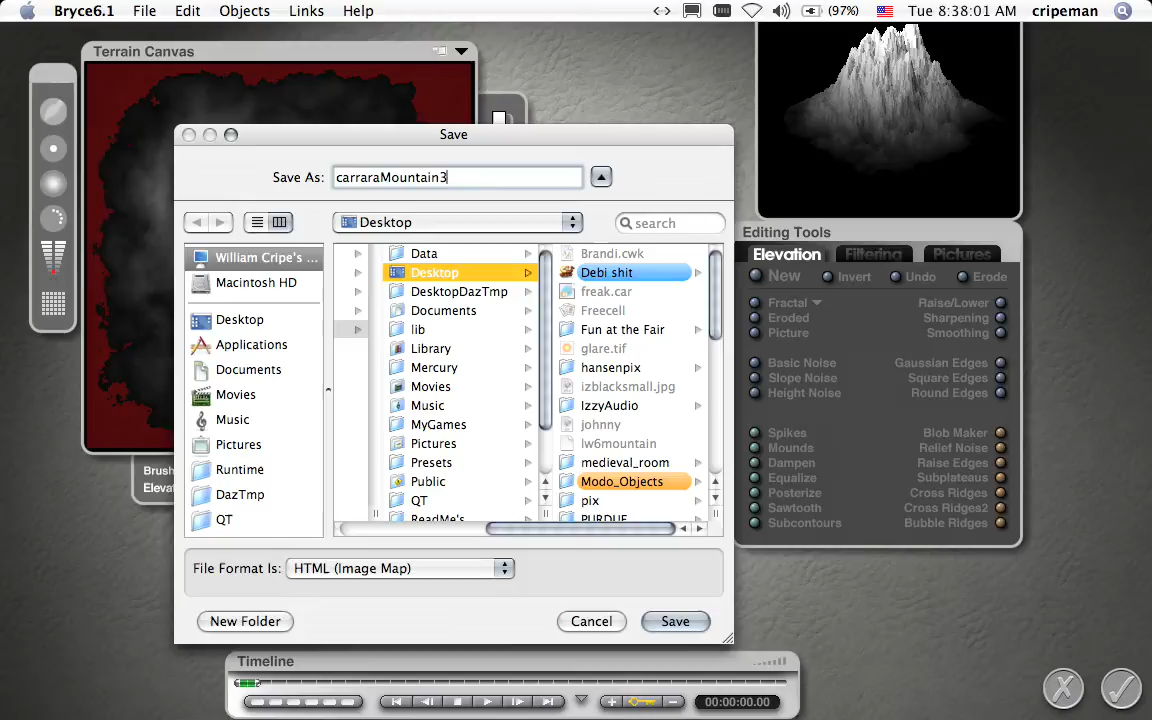 Bryce6.1 File Edit Objects Links Help (97%) Tue 8:38:01 AM cripeman
Terrain Canvas
Save
Save As: carraraMountain3
Desktop search
William Cripe's ...
Macintosh HD
Desktop
Applications
Documents
Movies
Music
Pictures
Runtime
DazTmp
QT
Data
Desktop
DesktopDazTmp
Documents
lib
Library
Mercury
Movies
Music
MyGames
Pictures
Presets
Public
QT
ReadMe's
Brandi.cwk
Debi shit
freak.car
Freecell
Fun at the Fair
glare.tif
hansenpix
izblacksmall.jpg
IzzyAudio
johnny
lw6mountain
medieval_room
Modo_Objects
pix
PURDUE
File Format Is: HTML (Image Map)
New Folder Cancel Save
Brush
Eleva
Editing Tools
Elevation Filtering Pictures
New Invert Undo Erode
Fractal Raise/Lower
Eroded Sharpening
Picture Smoothing
Basic Noise Gaussian Edges
Slope Noise Square Edges
Height Noise Round Edges
Spikes Blob Maker
Mounds Relief Noise
Dampen Raise Edges
Equalize Subplateaus
Posterize Cross Ridges
Sawtooth Cross Ridges2
Subcontours Bubble Ridges
Timeline
00:00:00.00